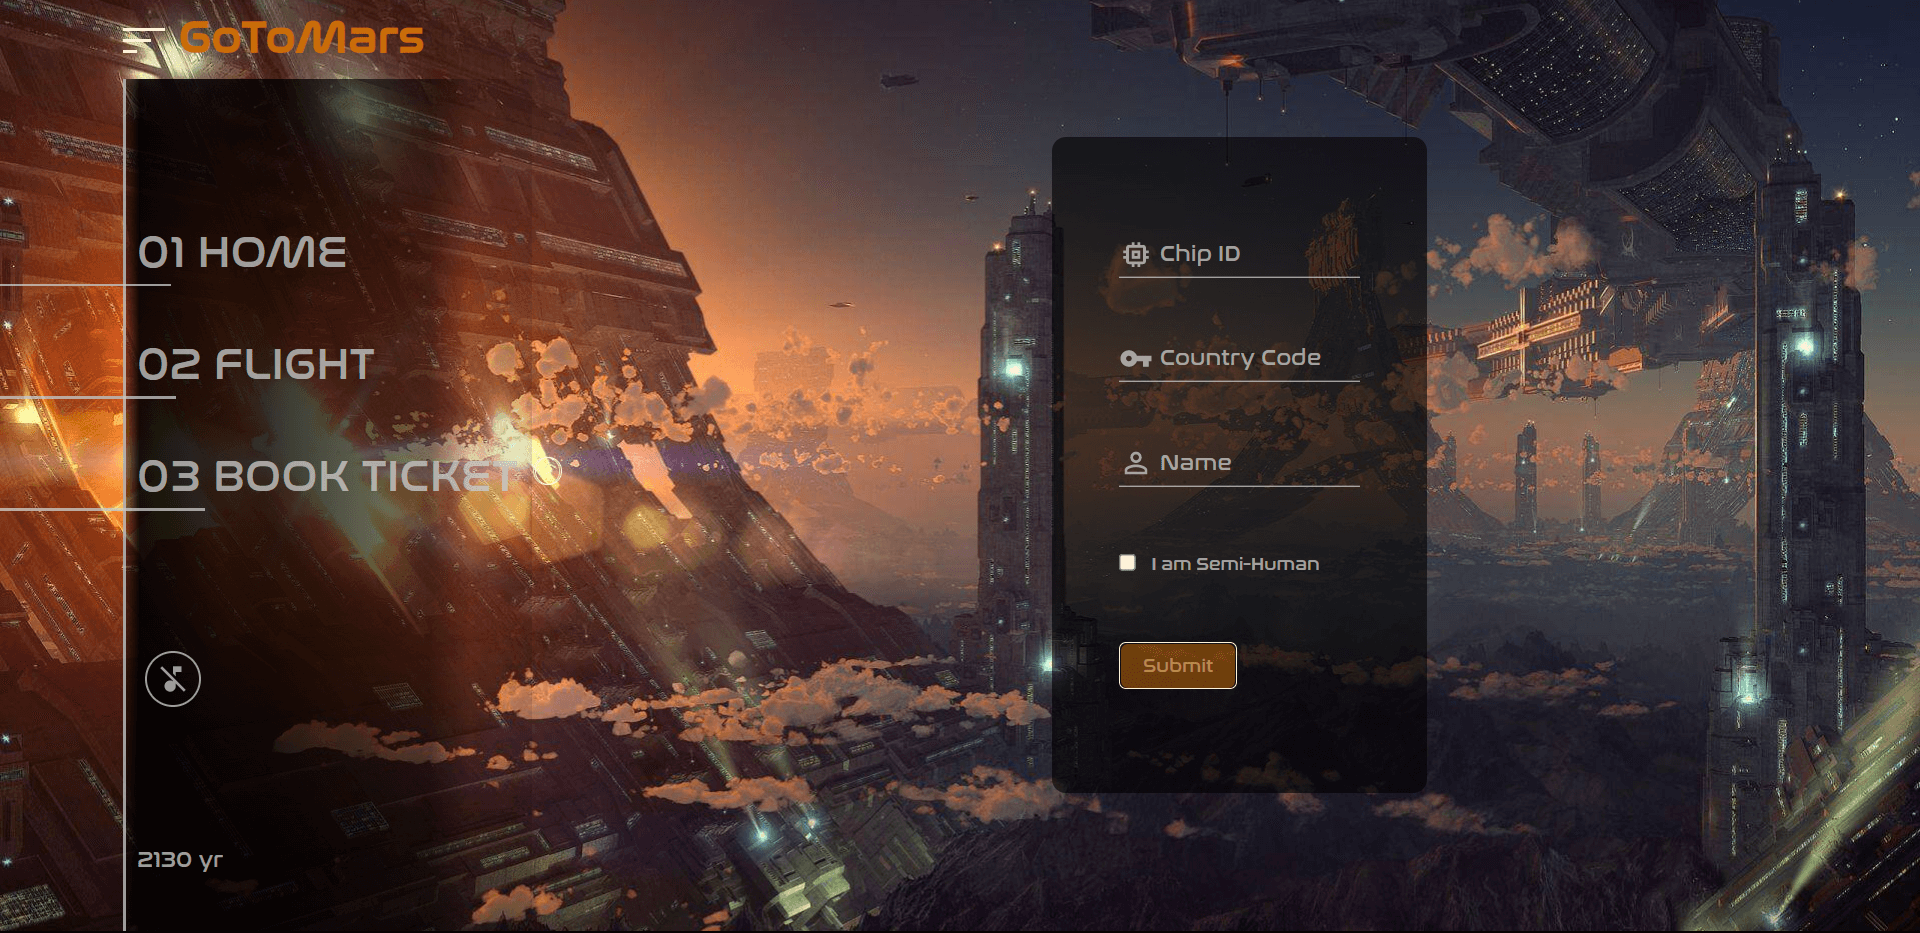 GoToMars
01 HOME
02 FLIGHT
03 BOOK TICKET
2130 yr
Chip ID
Country Code
Name
I am Semi-Human
Submit